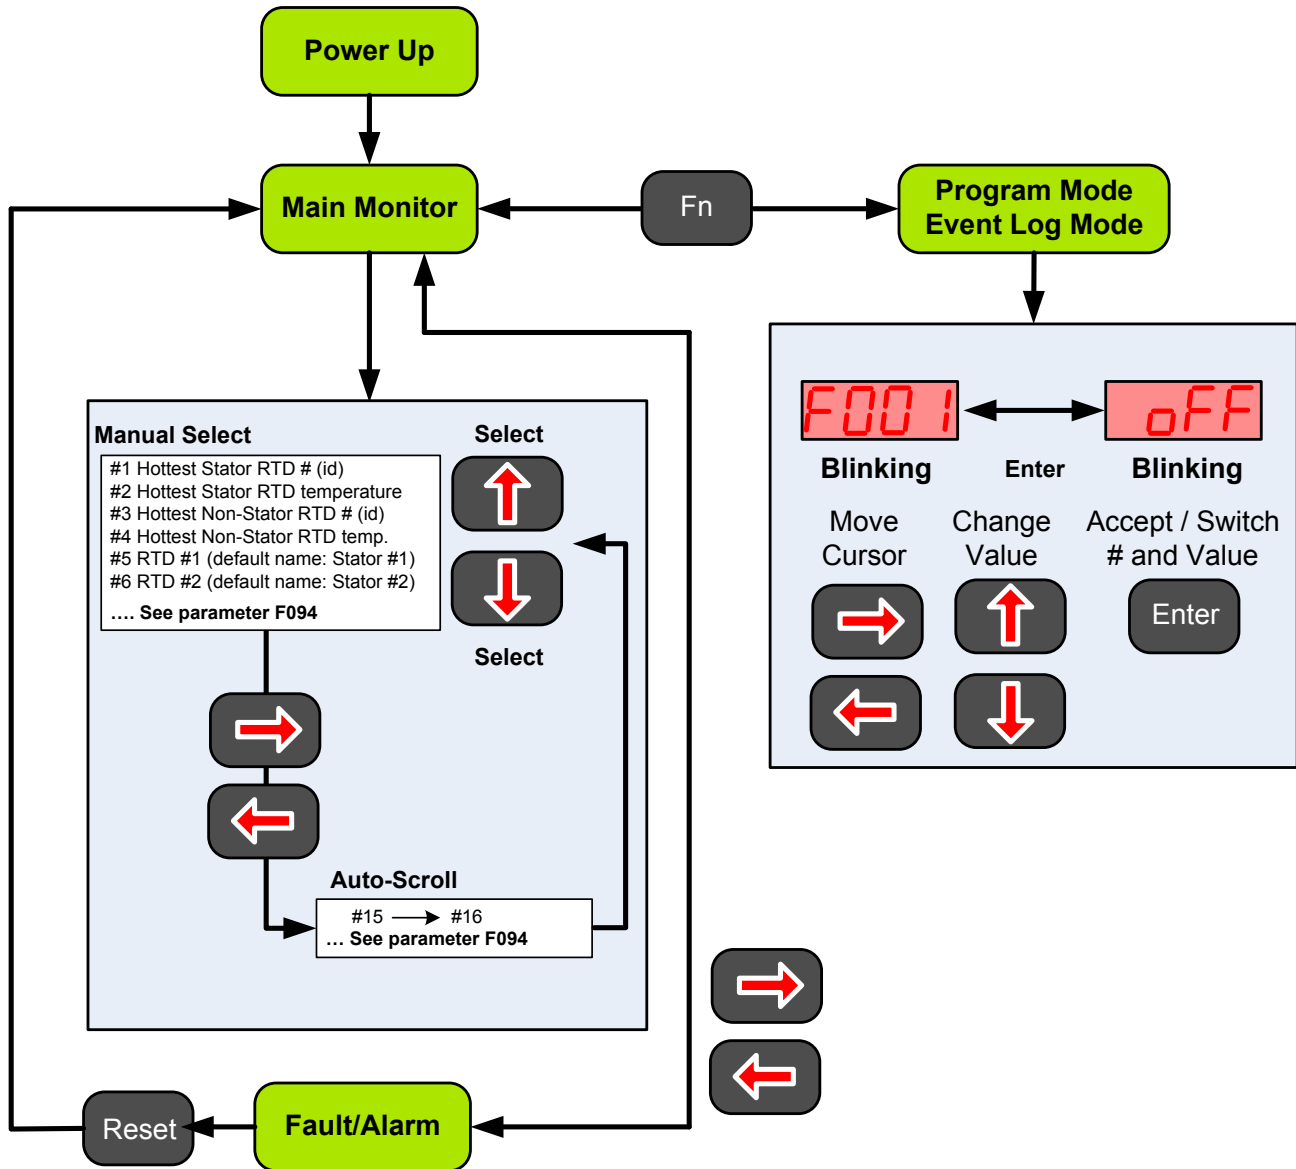 Power Up
Main Monitor
Fn
Program Mode
Event Log Mode
Manual Select
#1 Hottest Stator RTD # (id)
#2 Hottest Stator RTD temperature
#3 Hottest Non-Stator RTD # (id)
#4 Hottest Non-Stator RTD temp.
#5 RTD #1 (default name: Stator #1)
#6 RTD #2 (default name: Stator #2)
.... See parameter F094
Select
Select
Auto-Scroll
#15 #16
... See parameter F094
F001
oFF
Blinking
Enter
Blinking
Move
Cursor
Change
Value
Accept / Switch
# and Value
Enter
Reset
Fault/Alarm